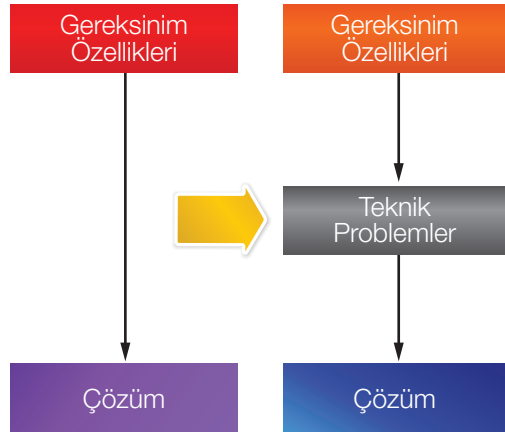 Gereksinim
Özellikleri
Gereksinim
Özellikleri
Teknik
Problemler
Çözüm
Çözüm